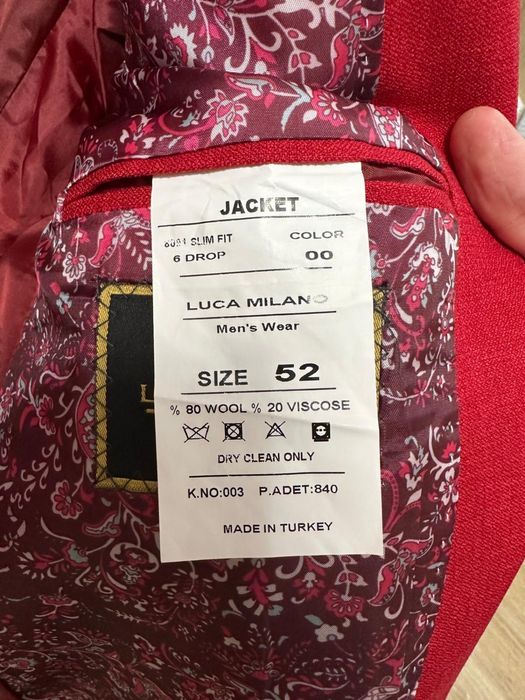 JACKET
SLIM FIT COLOR
6 DROP 00
LUCA MILANO
Men's Wear
SIZE 52
% 80 WOOL % 20 VISCOSE
DRY CLEAN ONLY
K.NO:003 P.ADET:840
MADE IN TURKEY